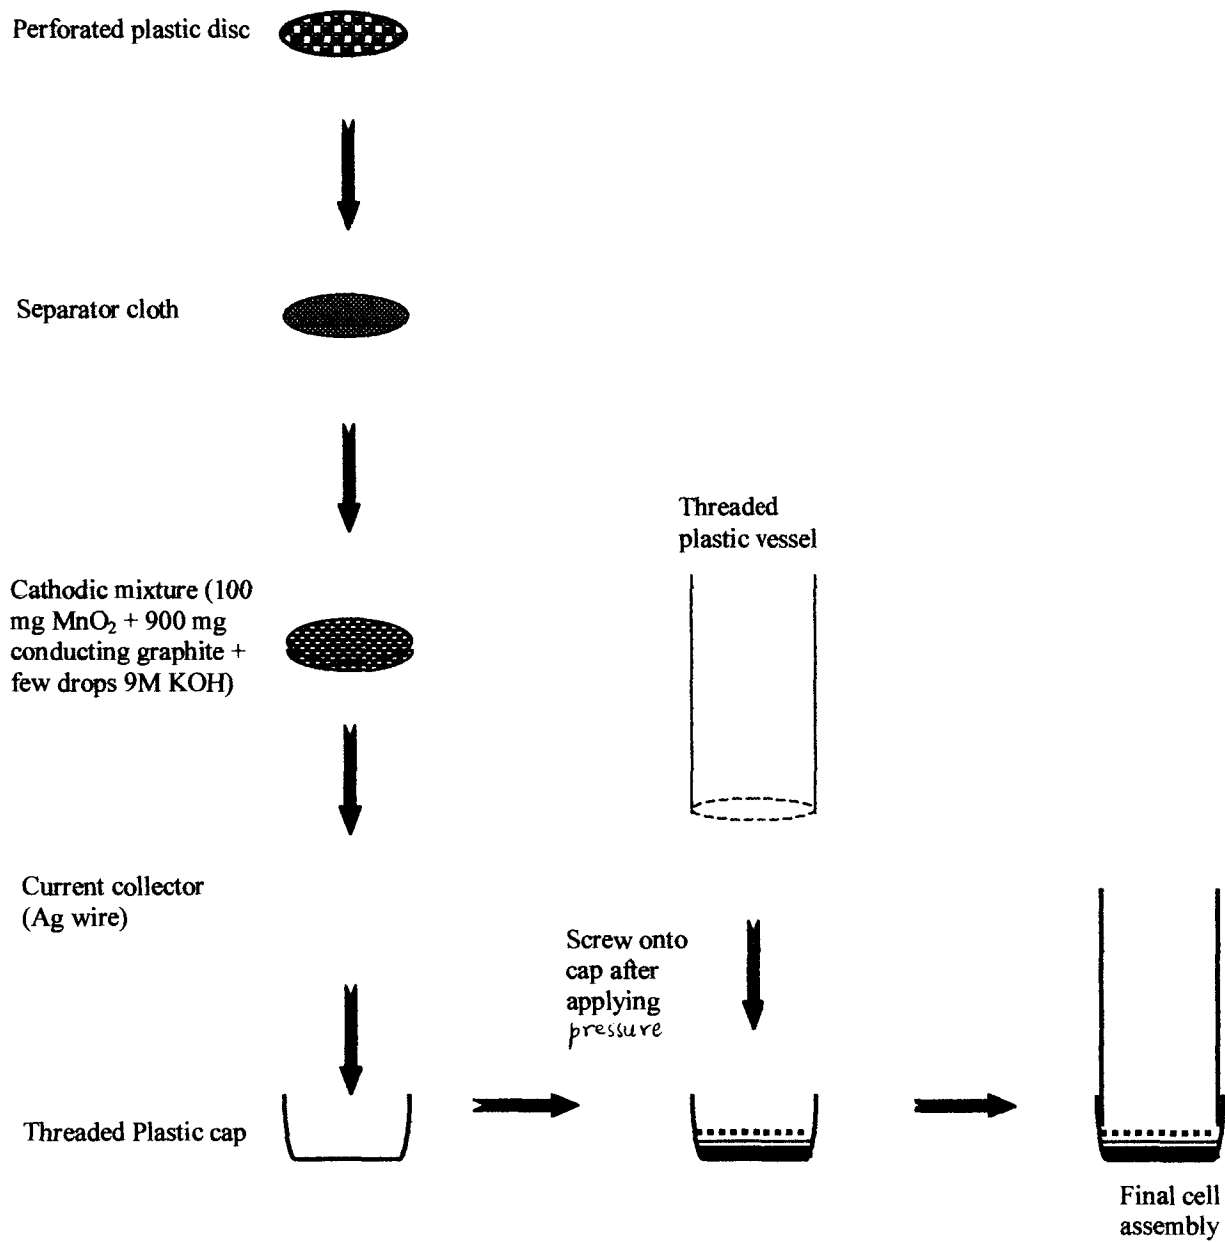 Perforated plastic disc
Separator cloth
Cathodic mixture (100
mg MnO₂ + 900 mg
conducting graphite +
few drops 9M KOH)
Current collector
(Ag wire)
Threaded Plastic cap
Threaded
plastic vessel
Screw onto
cap after
applying
pressure
Final cell
assembly